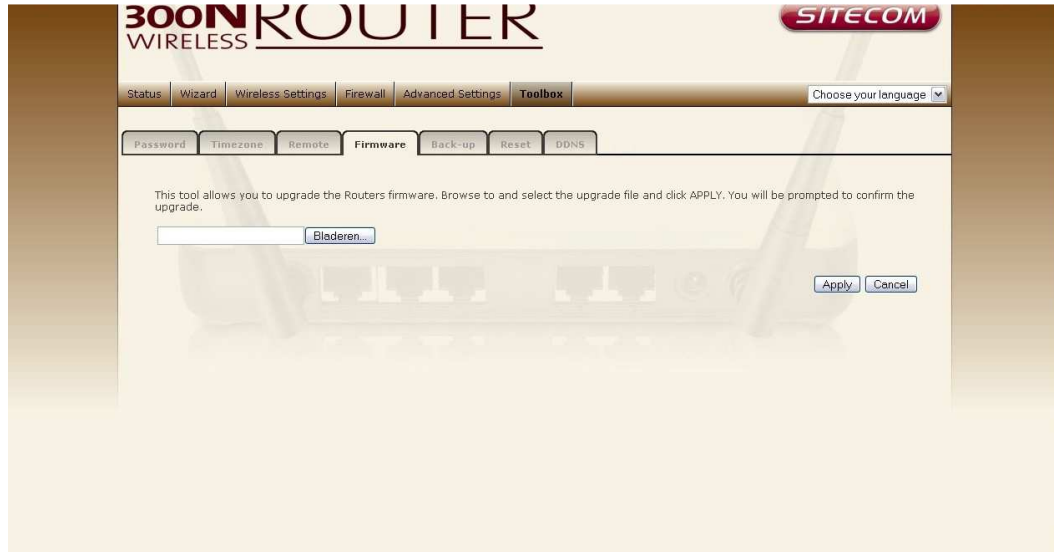 300N ROUTER
WIRELESS
SITECOM
Status Wizard Wireless Settings Firewall Advanced Settings Toolbox
Choose your language
Password Timezone Remote Firmware Back-up Reset DDNS
This tool allows you to upgrade the Routers firmware. Browse to and select the upgrade file and click APPLY. You will be prompted to confirm the
upgrade.
Bladeren...
Apply Cancel